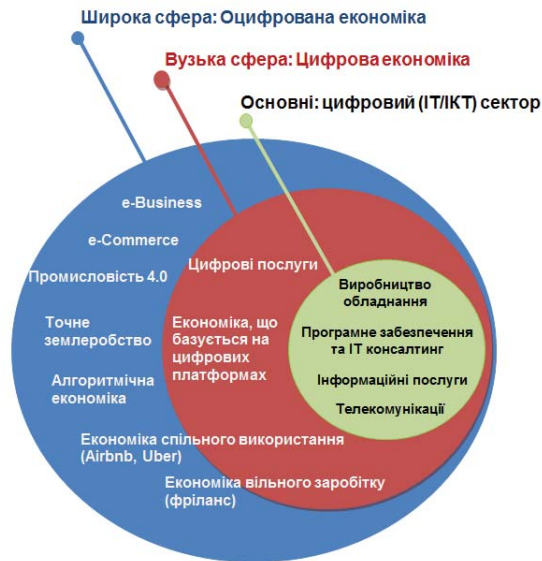 Широка сфера: Оцифрована економіка
Вузька сфера: Цифрова економіка
Основні: цифровий (ІТ/ІКТ) сектор
e-Business
e-Commerce
Промисловість 4.0
Точне
землеробство
Алгоритмічна
економіка
Цифрові послуги
Економіка, що
базується на
цифрових
платформах
Економіка спільного використання
(Airbnb, Uber)
Економіка вільного заробітку
(фріланс)
Виробництво
обладнання
Програмне забезпечення
та ІТ консалтинг
Інформаційні послуги
Телекомунікації